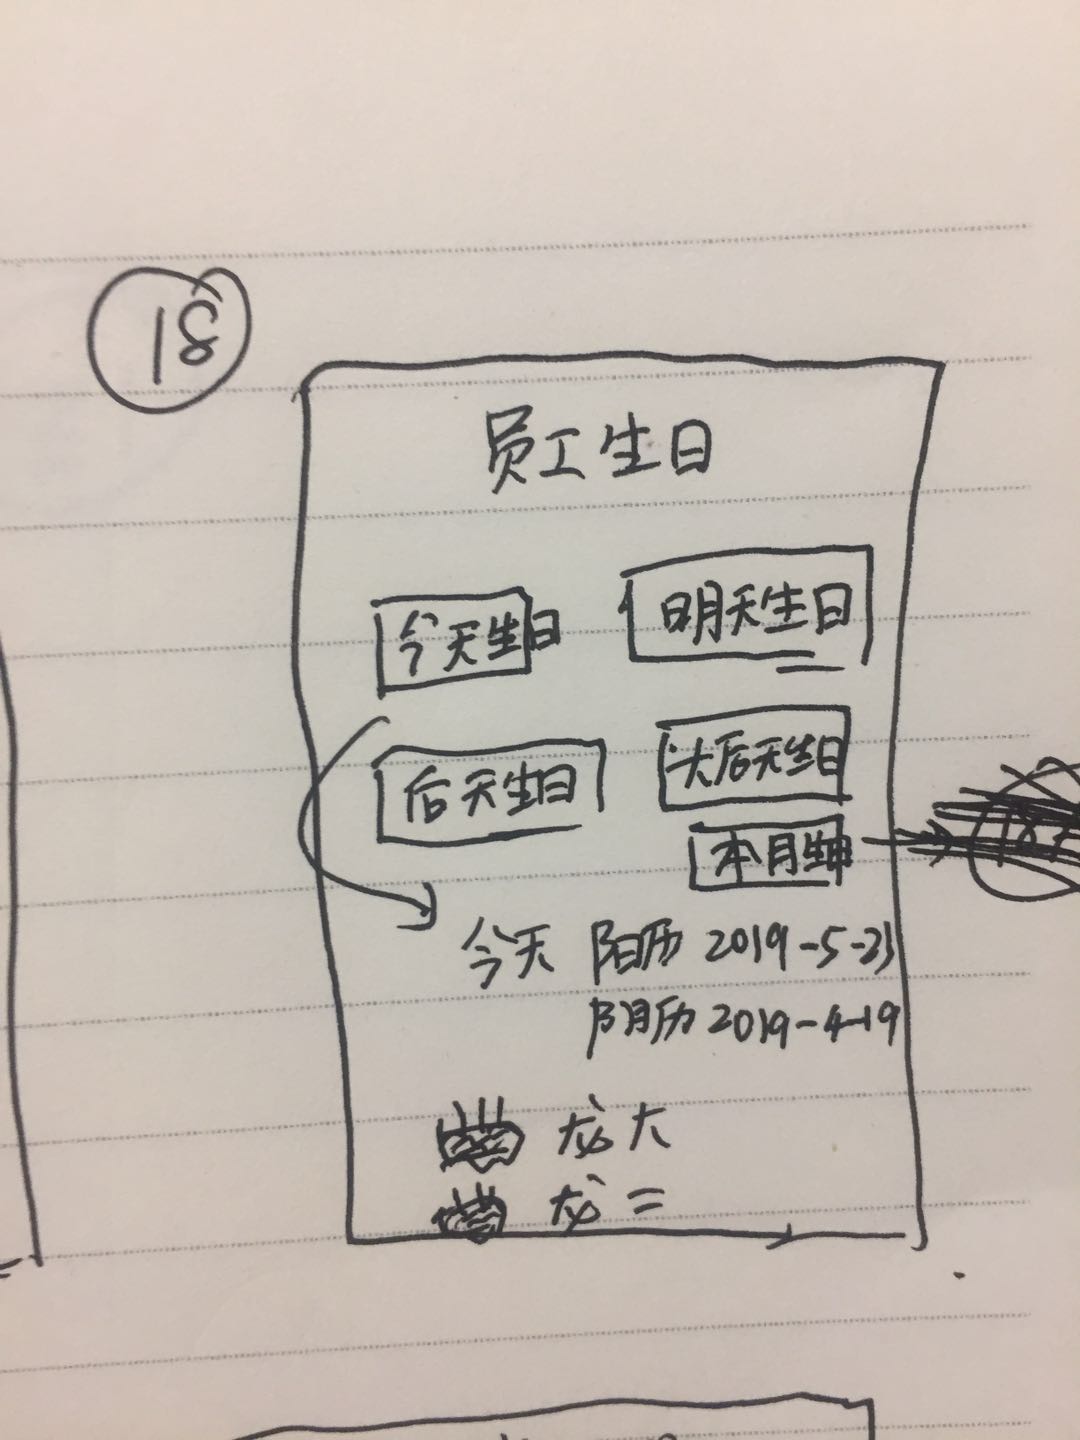 18
员工生日
今天生日 明天生日
后天生日 大后天生日
本月生日
今天 阳历 2019-5-23
阴历 2019-4-19
龙大
龙二